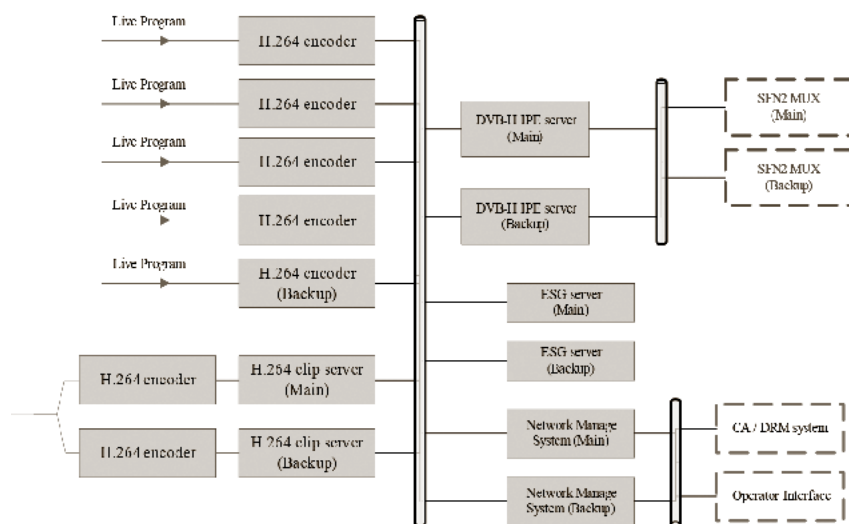 Live Program
H.264 encoder
Live Program
H.264 encoder
Live Program
H.264 encoder
Live Program
H.264 encoder
Live Program
H.264 encoder
(Backup)
H.264 encoder
H.264 clip server
(Main)
H.264 encoder
H.264 clip server
(Backup)
DVB-H IPE server
(Main)
DVB-H IPE server
(Backup)
SFN2 MUX
(Main)
SFN2 MUX
(Backup)
ESG server
(Main)
ESG server
(Backup)
Network Manage
System (Main)
Network Manage
System (Backup)
CA / DRM system
Operator Interface